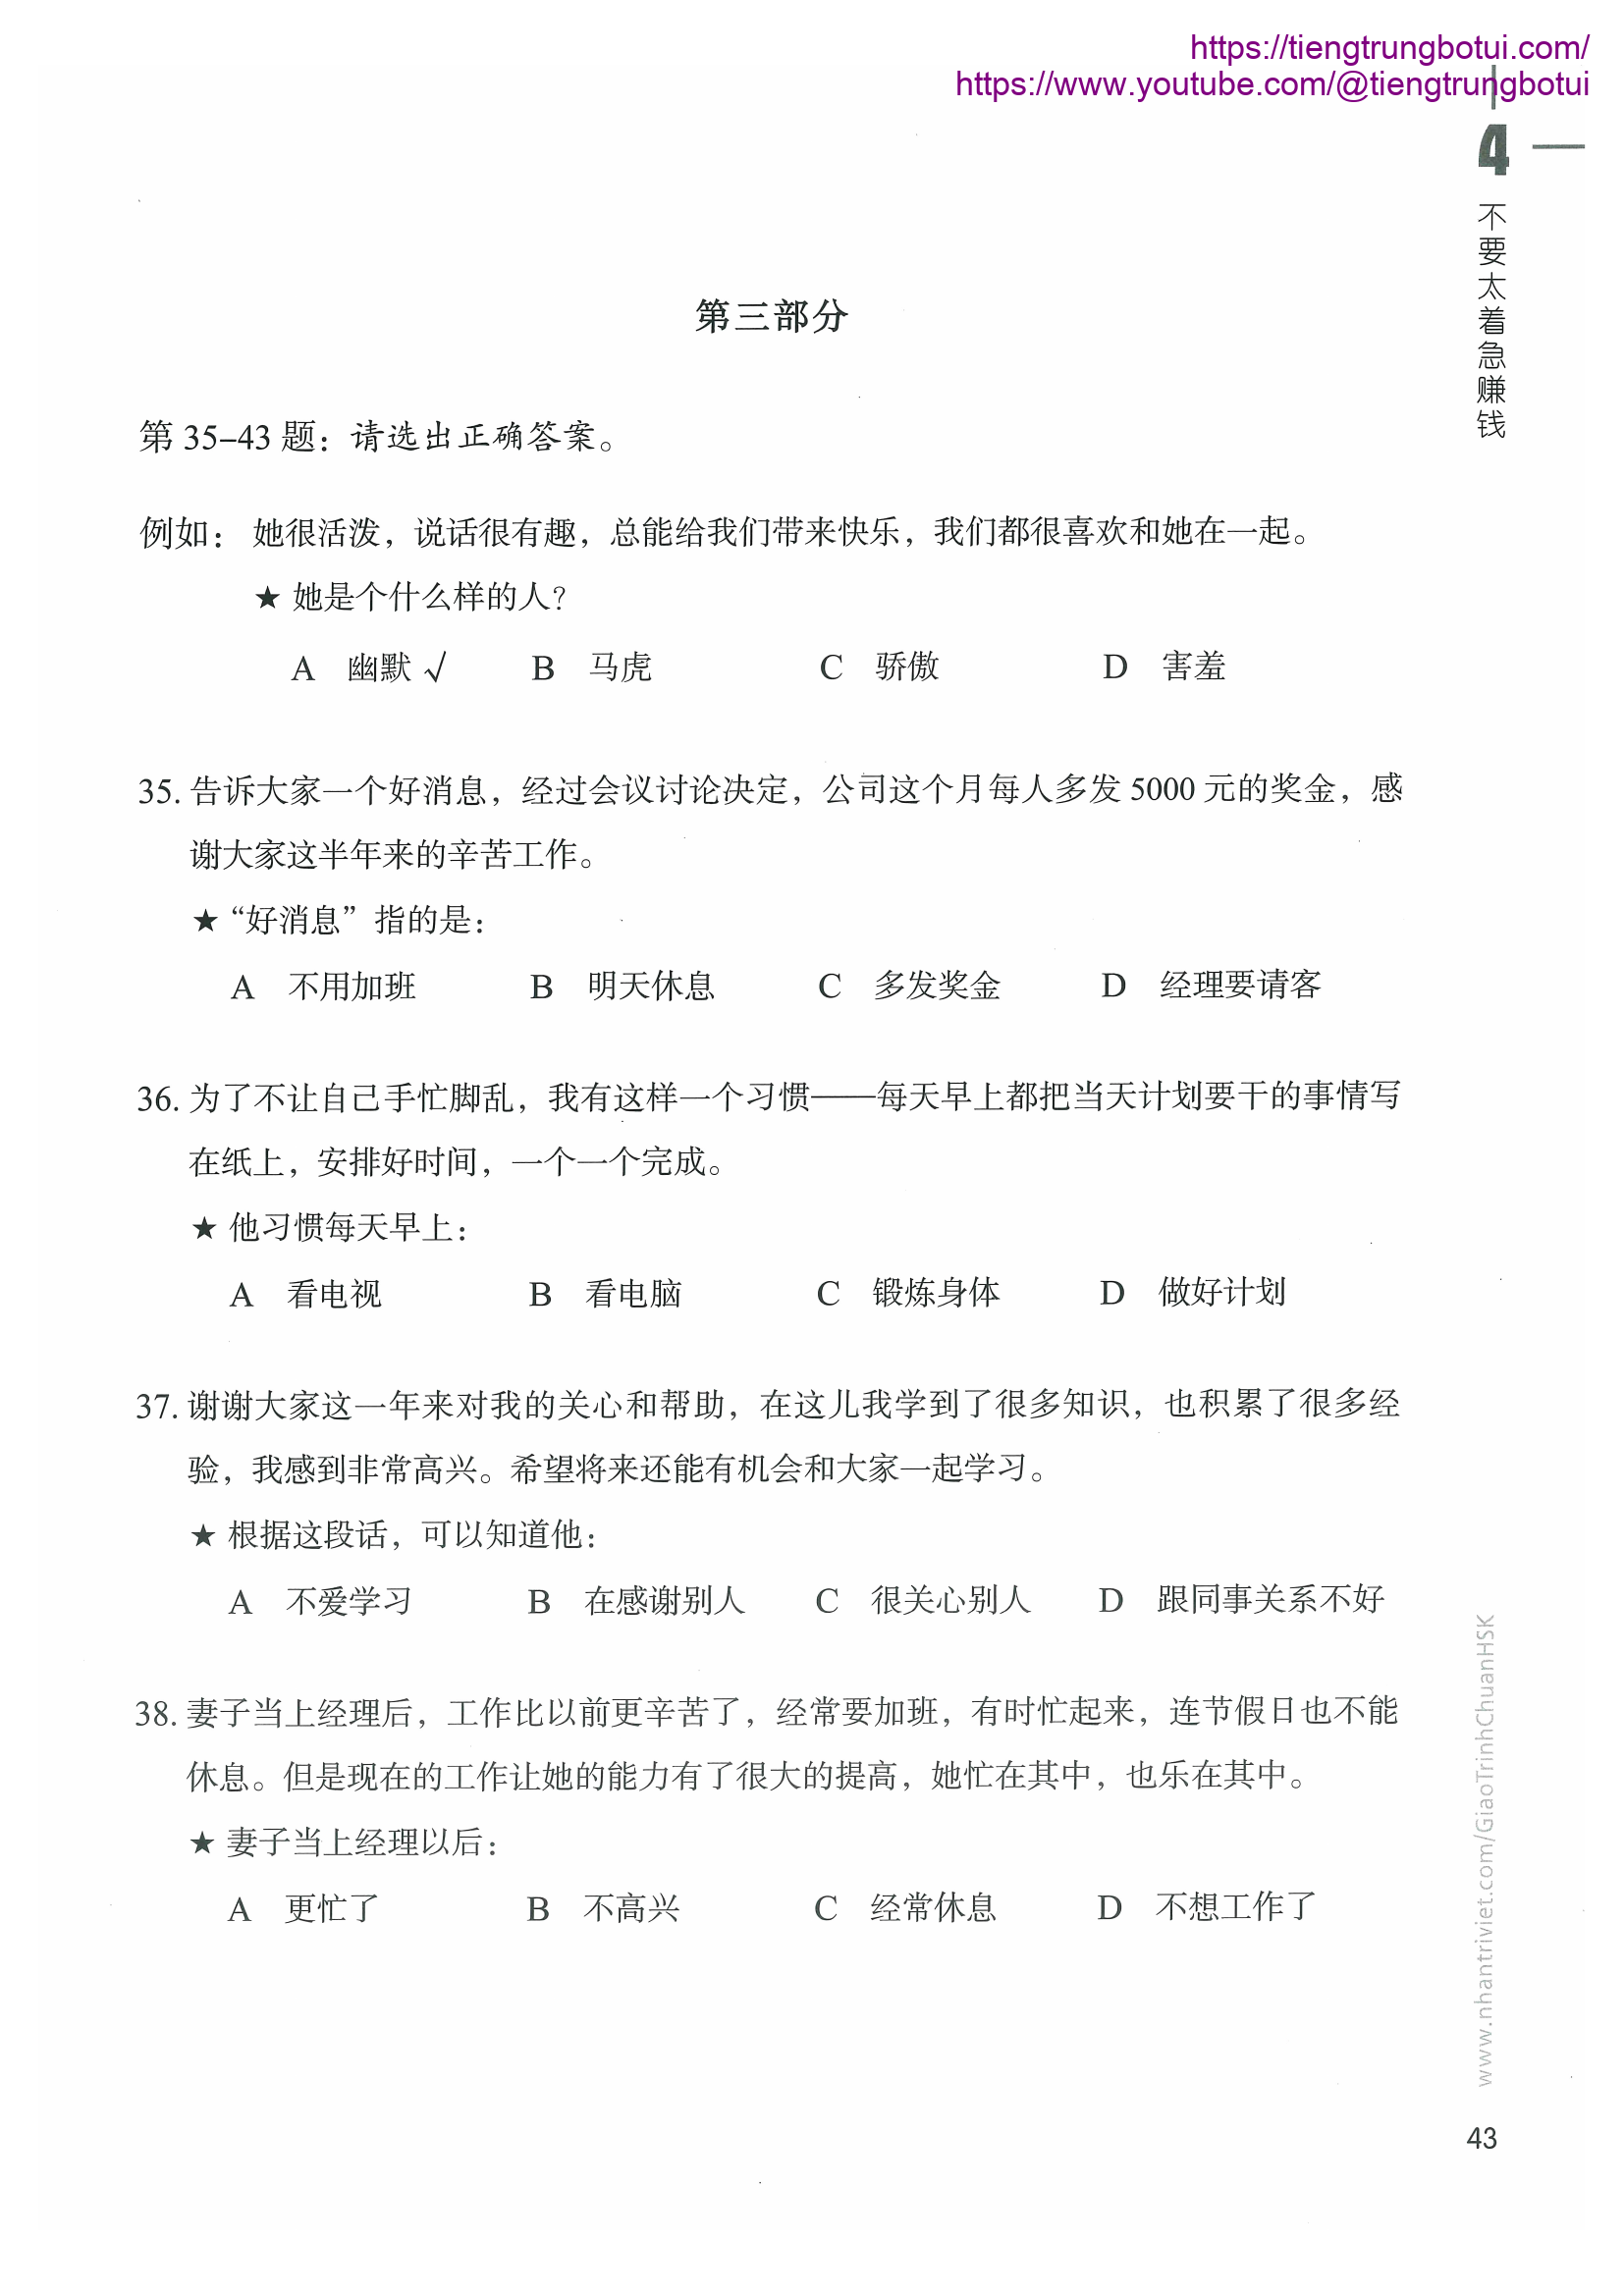 https://tiengtrungbotui.com/
https://www.youtube.com/@tiengtrungbotui
4
不要太着急赚钱
第三部分
第 35–43 题：请选出正确答案。
例如： 她很活泼，说话很有趣，总能给我们带来快乐，我们都很喜欢和她在一起。
★ 她是个什么样的人？
A 幽默 √ B 马虎 C 骄傲 D 害羞
35. 告诉大家一个好消息，经过会议讨论决定，公司这个月每人多发 5000 元的奖金，感
谢大家这半年来的辛苦工作。
★ “好消息” 指的是：
A 不用加班 B 明天休息 C 多发奖金 D 经理要请客
36. 为了不让自己手忙脚乱，我有这样一个习惯——每天早上都把当天计划要干的事情写
在纸上，安排好时间，一个一个完成。
★ 他习惯每天早上：
A 看电视 B 看电脑 C 锻炼身体 D 做好计划
37. 谢谢大家这一年来对我的关心和帮助，在这儿我学到了很多知识，也积累了很多经
验，我感到非常高兴。希望将来还能有机会和大家一起学习。
★ 根据这段话，可以知道他：
A 不爱学习 B 在感谢别人 C 很关心别人 D 跟同事关系不好
38. 妻子当上经理后，工作比以前更辛苦了，经常要加班，有时忙起来，连节假日也不能
休息。但是现在的工作让她的能力有了很大的提高，她忙在其中，也乐在其中。
★ 妻子当上经理以后：
A 更忙了 B 不高兴 C 经常休息 D 不想工作了
www.nhantriviet.com/GiaoTrinhChuanHSK
43